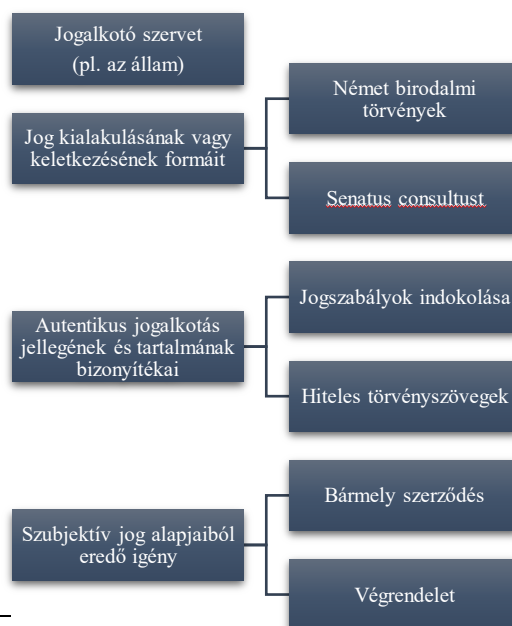 Jogalkotó szervet
(pl. az állam)
Jog kialakulásának vagy
keletkezésének formáit
Német birodalmi
törvények
Senatus consultust
Autentikus jogalkotás
jellegének és tartalmának
bizonyítékai
Jogszabályok indokolása
Hiteles törvényszövegek
Szubjektív jog alapjaiból
eredő igény
Bármely szerződés
Végrendelet